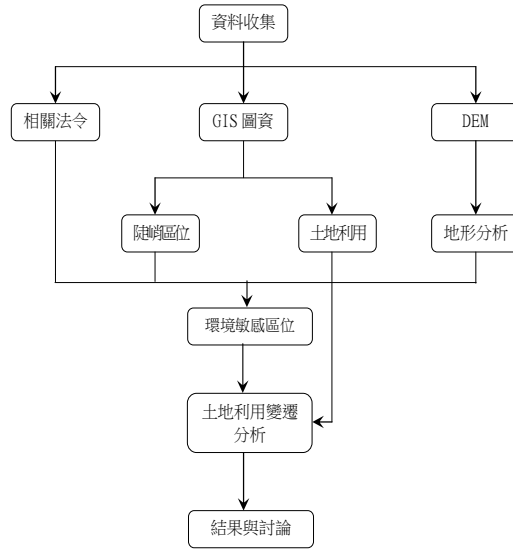 資料收集
相關法令
GIS 圖資
DEM
陡峭區位
土地利用
地形分析
環境敏感區位
土地利用變遷
分析
結果與討論